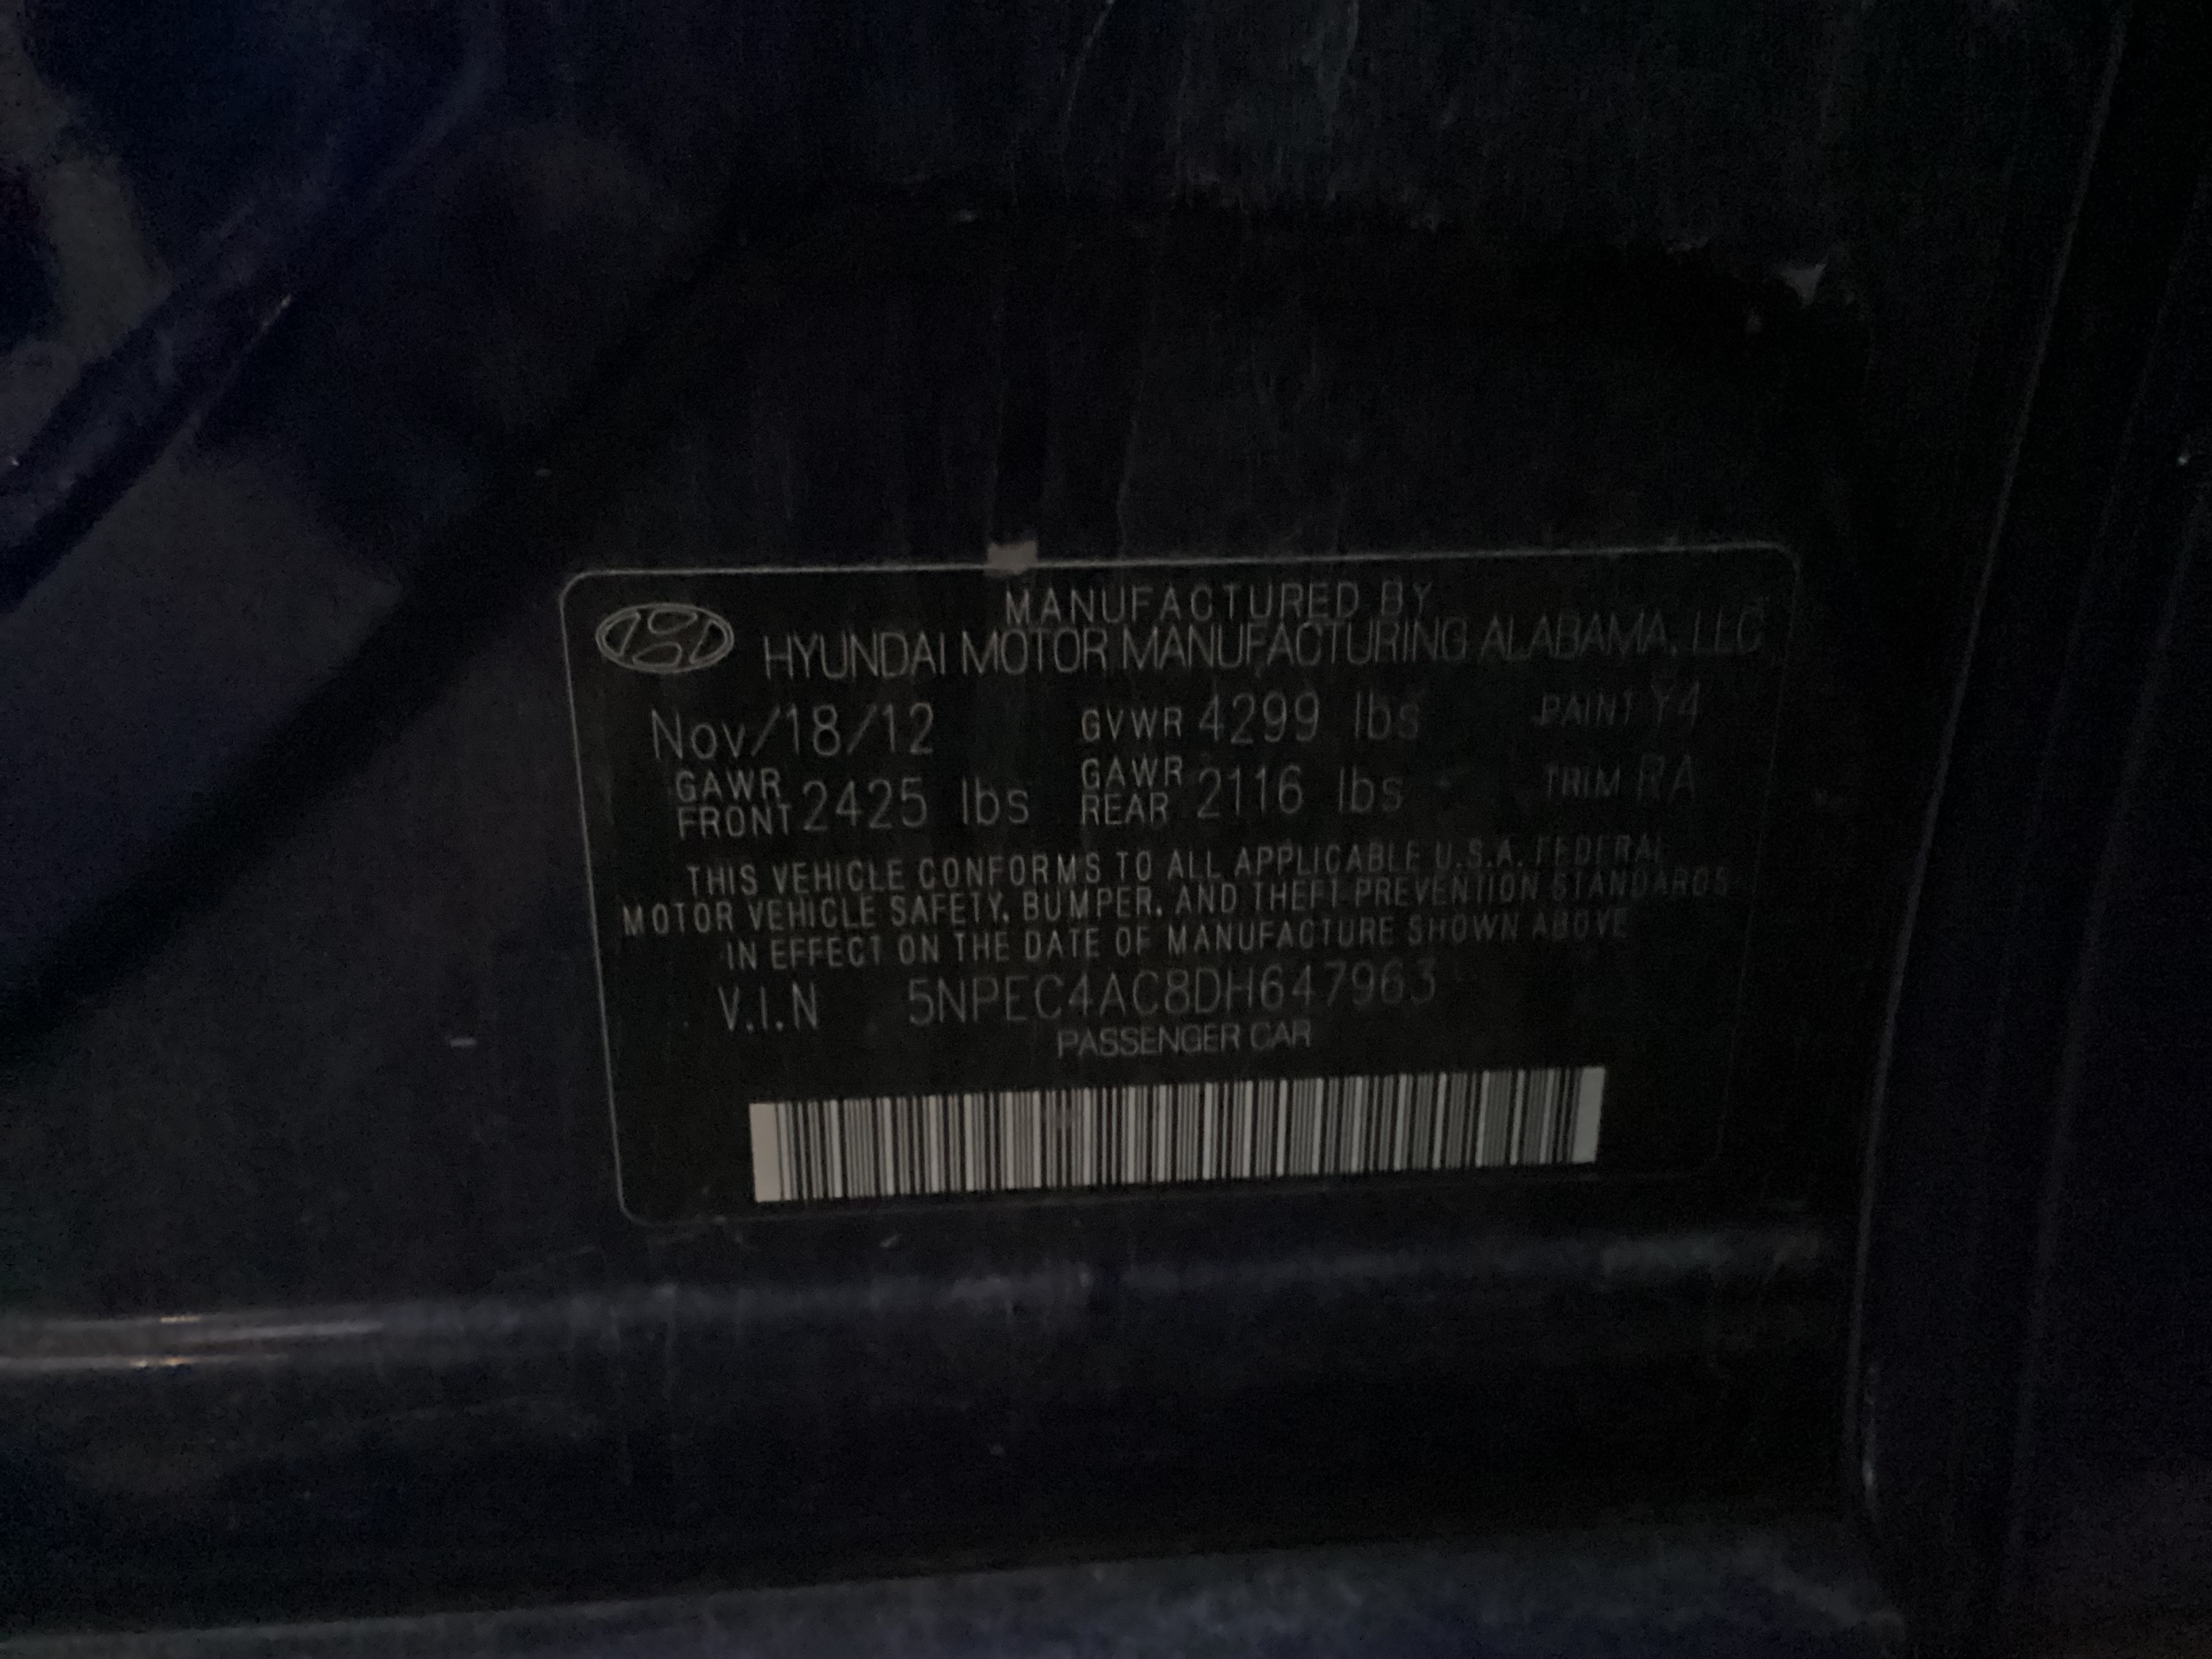 MANUFACTURED BY
HYUNDAI MOTOR MANUFACTURING ALABAMA, LLC
Nov/18/12 GVWR 4299 lbs PAINT Y4
GAWR FRONT 2425 lbs GAWR REAR 2116 lbs TRIM RA
THIS VEHICLE CONFORMS TO ALL APPLICABLE U.S.A. FEDERAL
MOTOR VEHICLE SAFETY, BUMPER, AND THEFT PREVENTION STANDARDS
IN EFFECT ON THE DATE OF MANUFACTURE SHOWN ABOVE
V.I.N 5NPEC4AC8DH647963
PASSENGER CAR